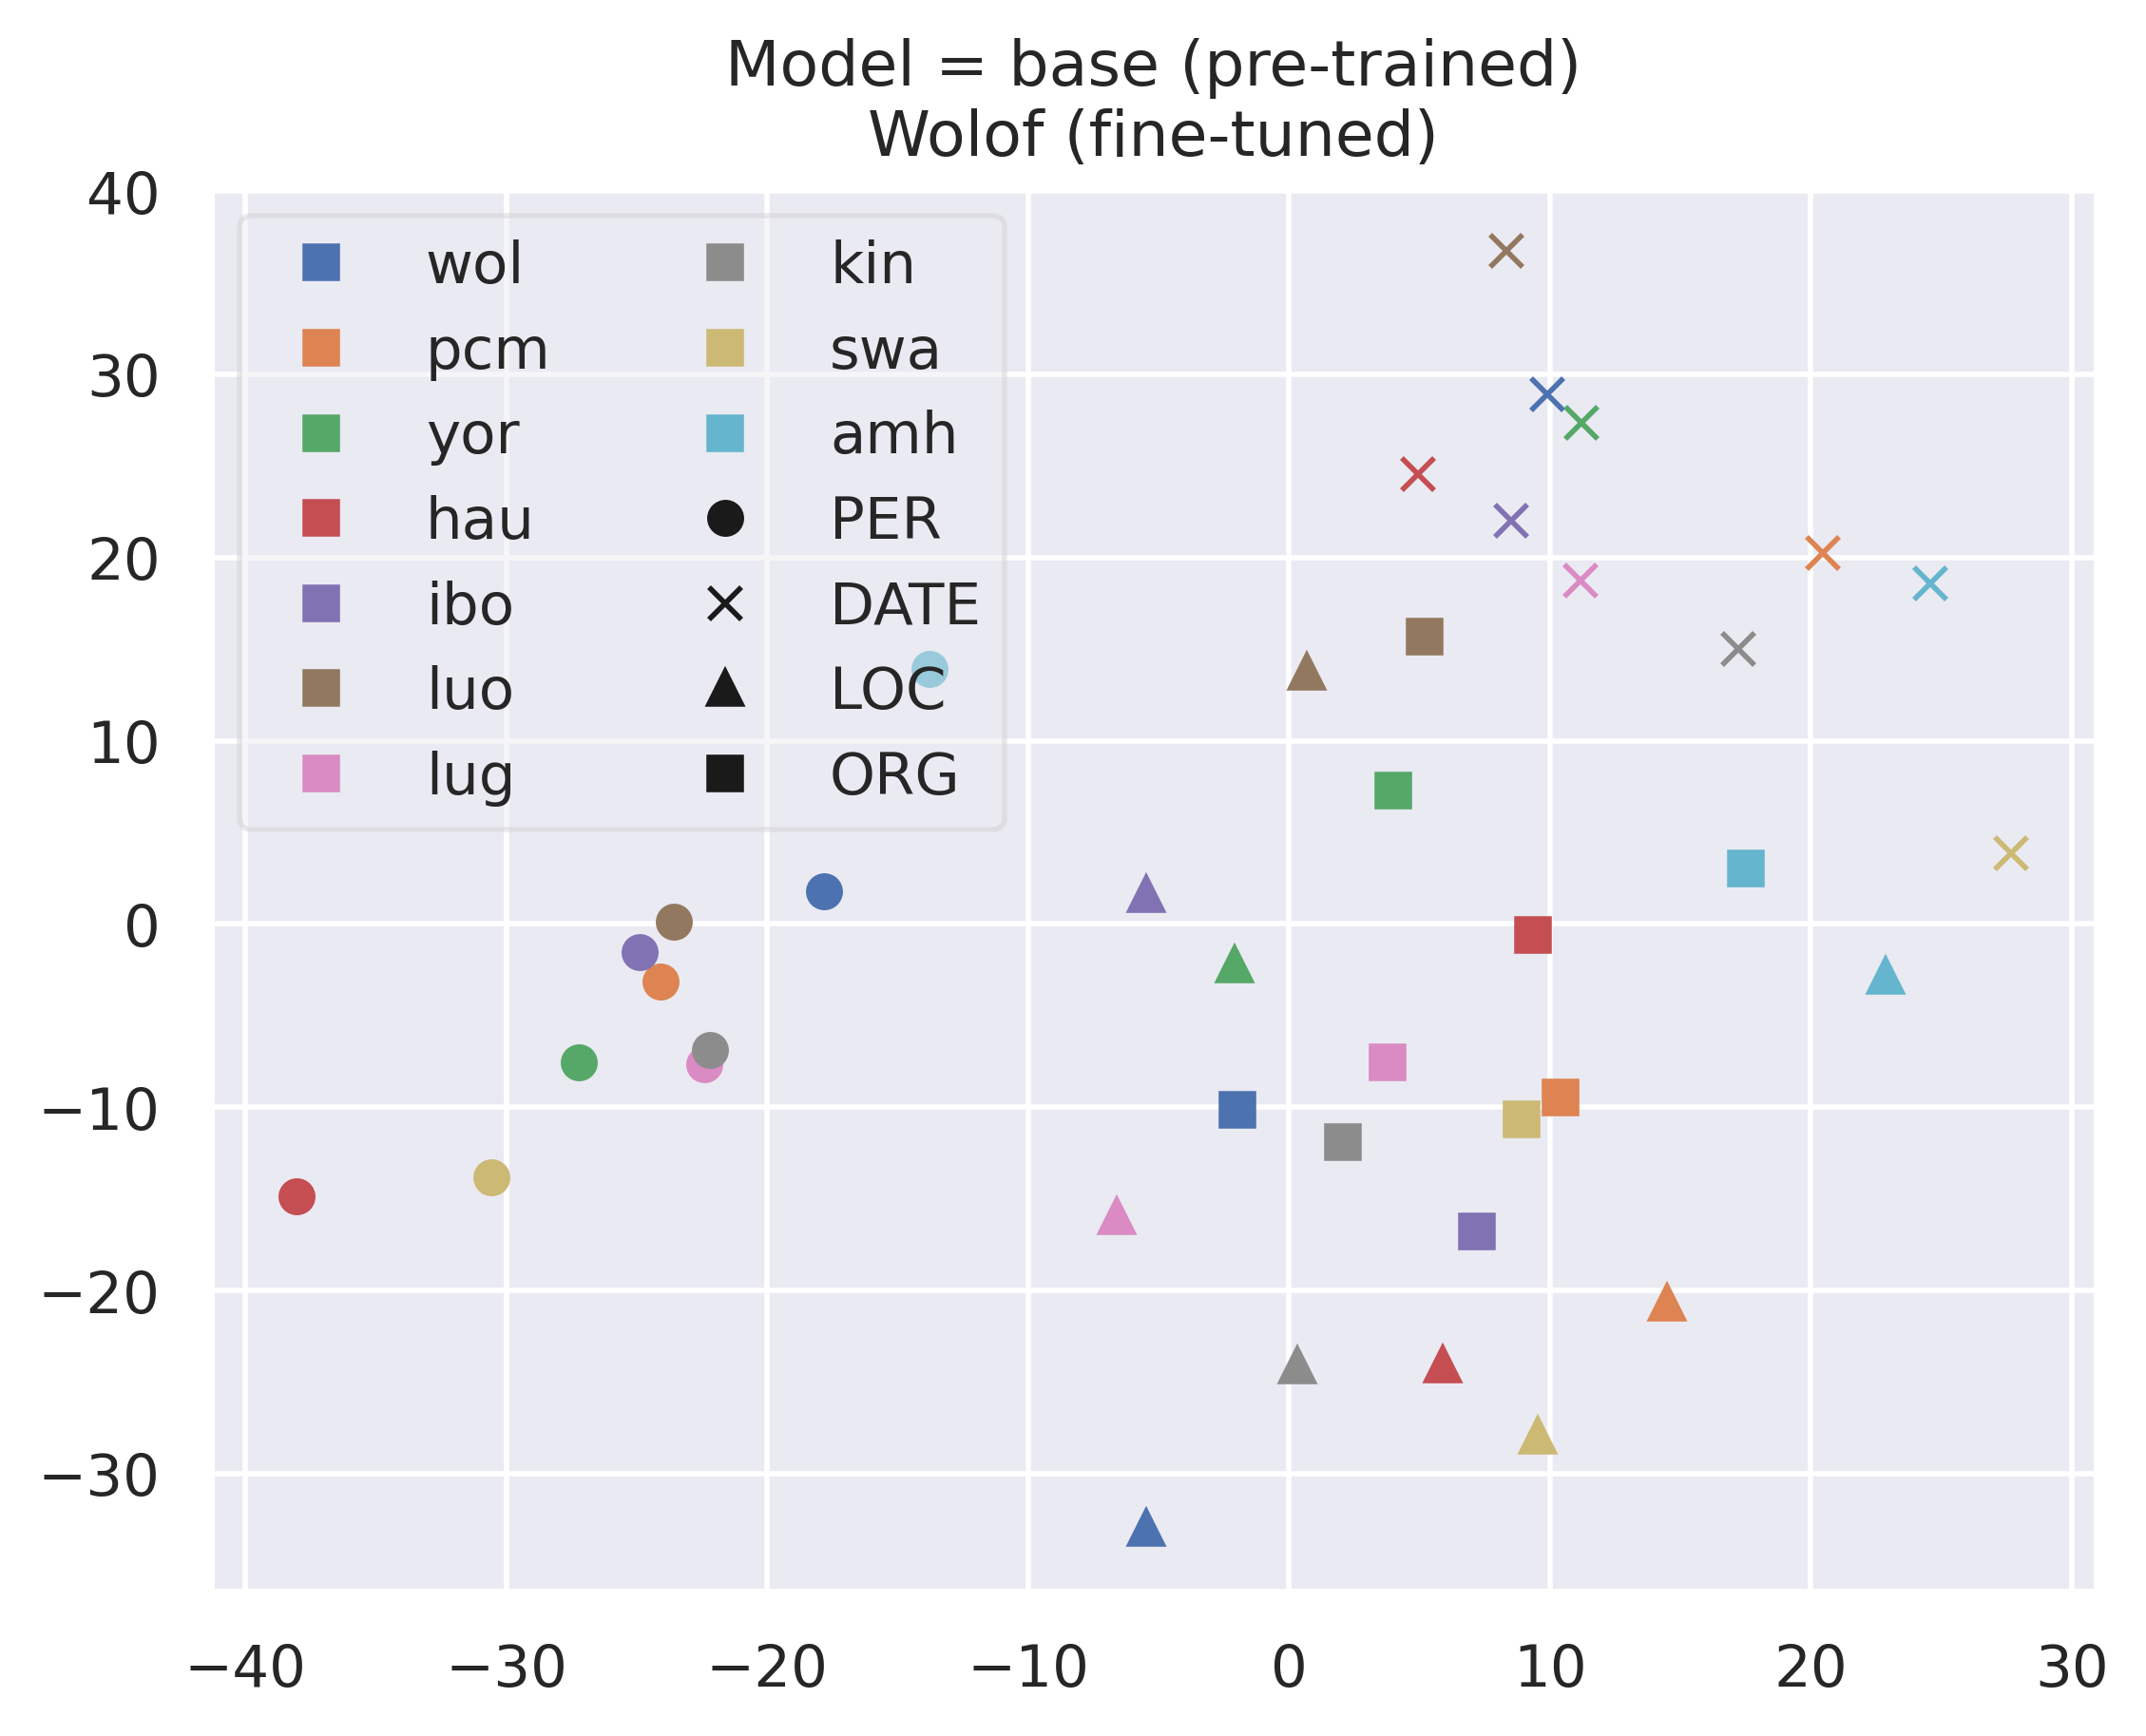 Model = base (pre-trained)
Wolof (fine-tuned)
40
30
20
10
0
−10
−20
−30
wol
pcm
yor
hau
ibo
luo
lug
kin
swa
amh
PER
DATE
LOC
ORG
−40
−30
−20
−10
0
10
20
30